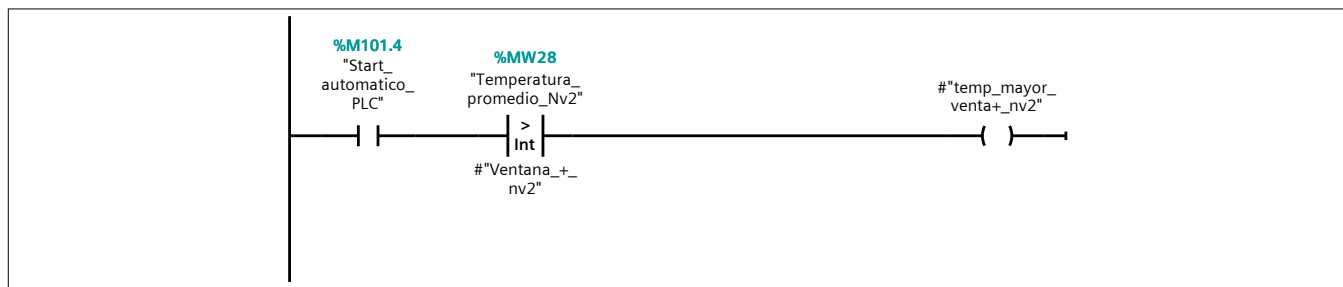 %M101.4
"Start_
automatico_
PLC"
%MW28
"Temperatura_
promedio_Nv2"
>
Int
#"Ventana_+_
nv2"
#"temp_mayor_
venta+_nv2"